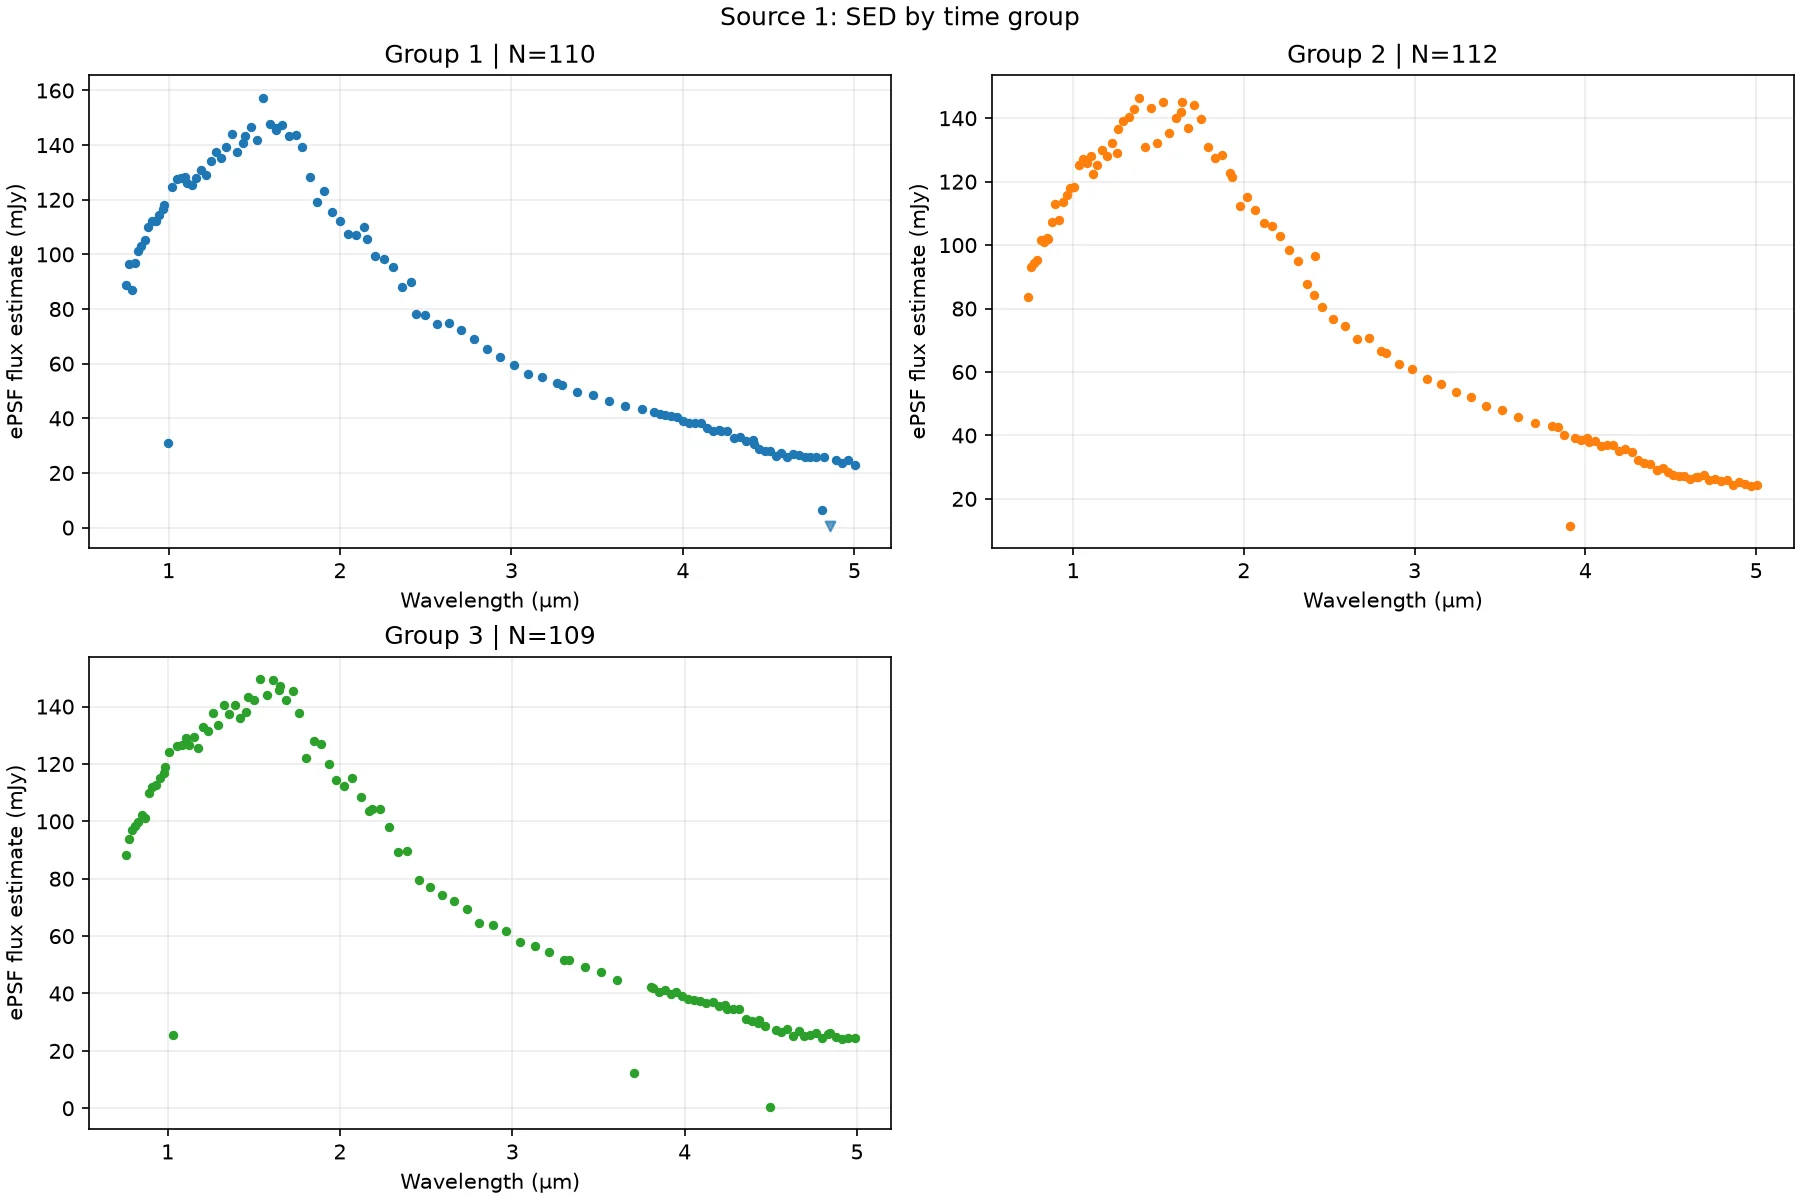 Source 1: SED by time group
Group 1 | N=110
160
140
120
100
80
60
40
20
0
ePSF flux estimate (mJy)
1 2 3 4 5
Wavelength (μm)
Group 2 | N=112
140
120
100
80
60
40
20
ePSF flux estimate (mJy)
1 2 3 4 5
Wavelength (μm)
Group 3 | N=109
140
120
100
80
60
40
20
0
ePSF flux estimate (mJy)
1 2 3 4 5
Wavelength (μm)